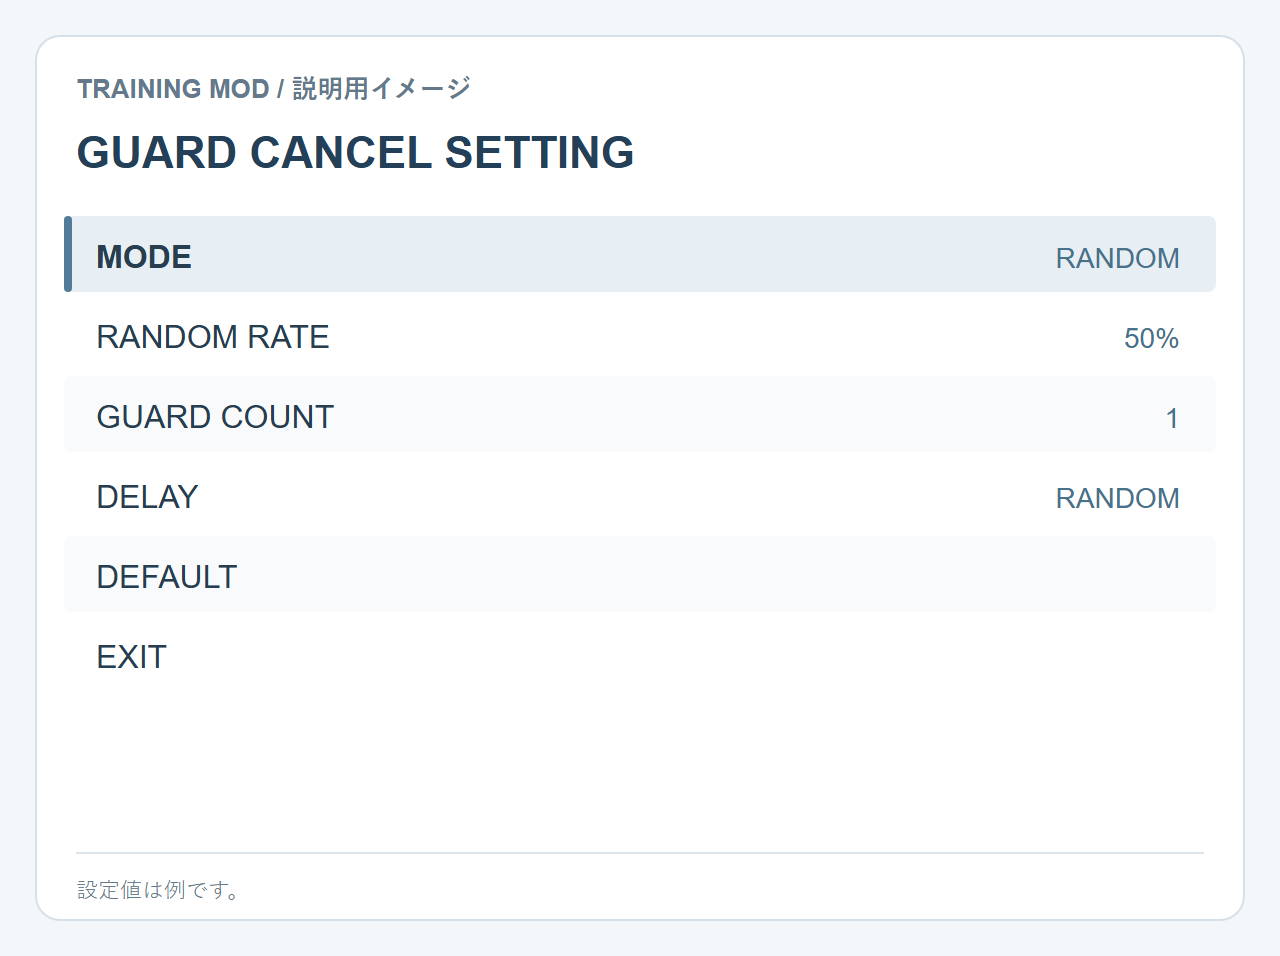 TRAINING MOD / 説明用イメージ
GUARD CANCEL SETTING
MODE RANDOM
RANDOM RATE 50%
GUARD COUNT 1
DELAY RANDOM
DEFAULT
EXIT
設定値は例です。